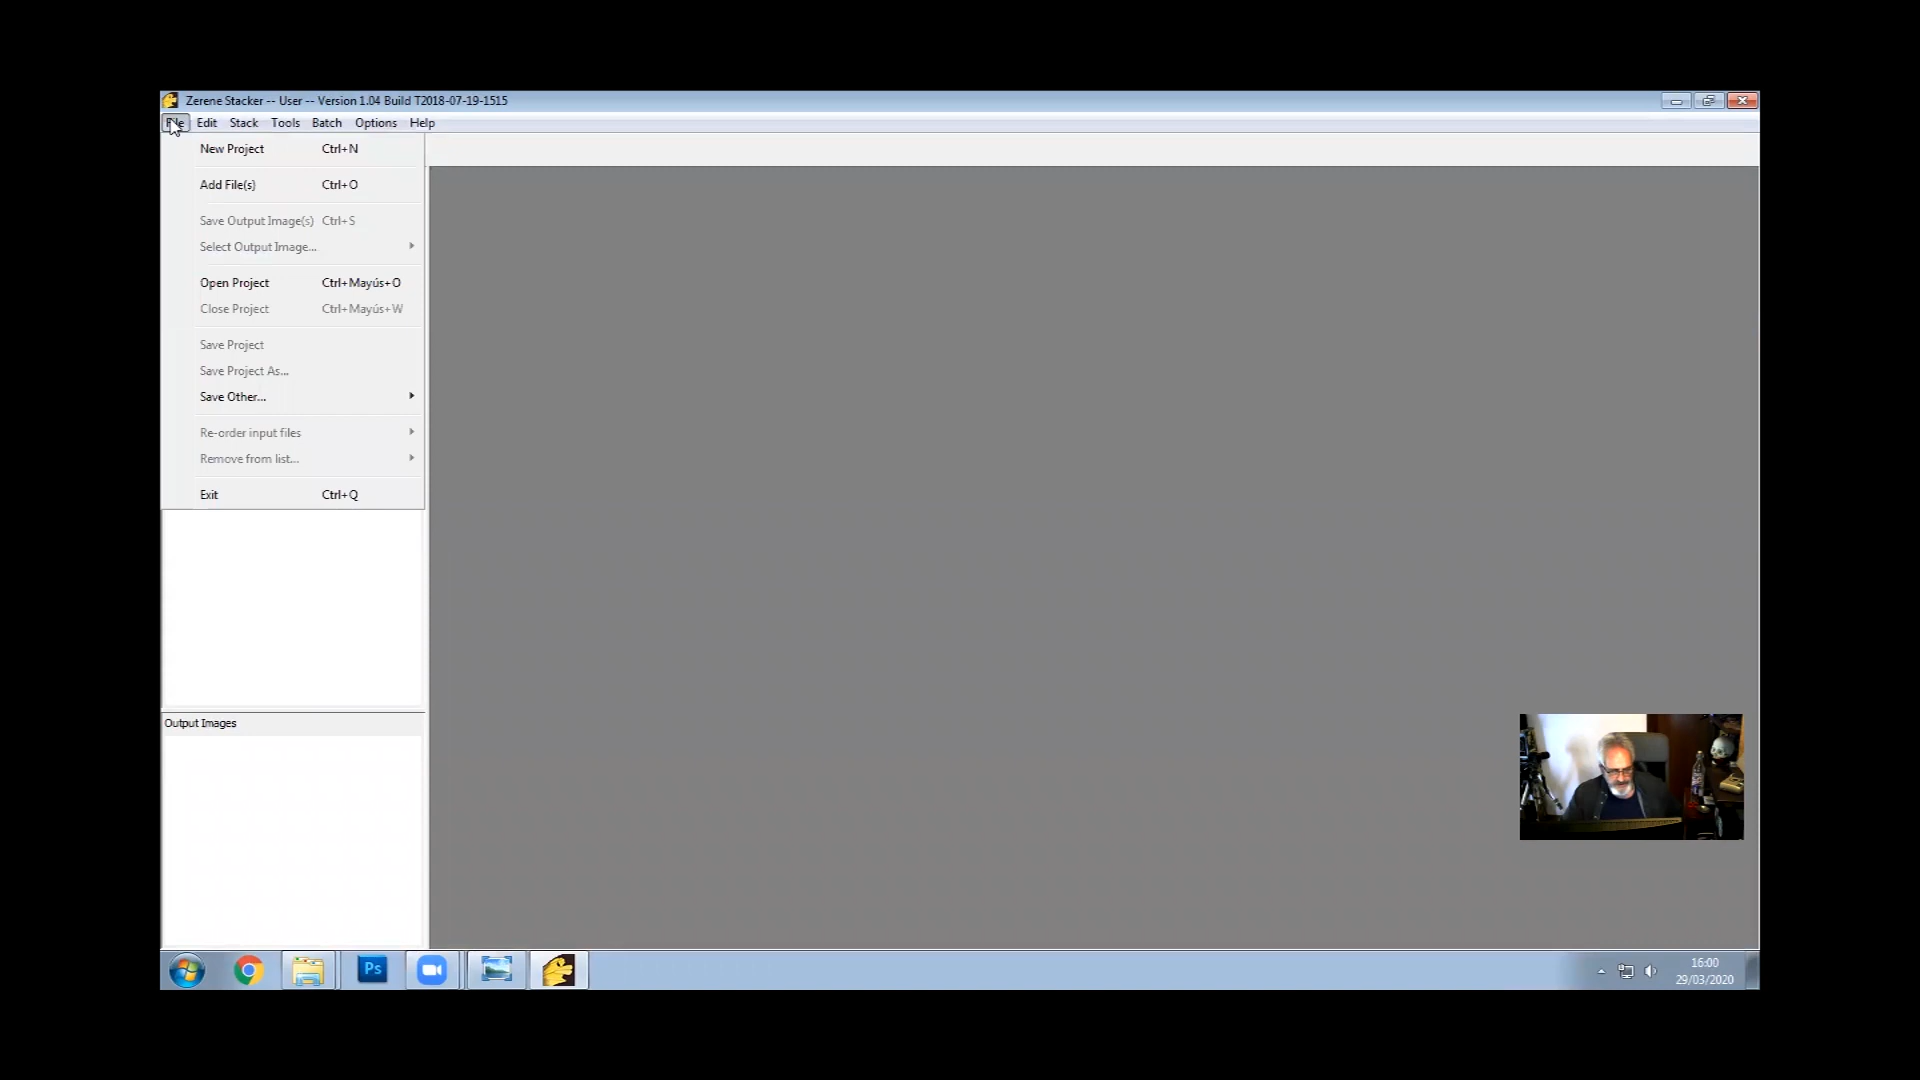 Zerene Stacker -- User -- Version 1.04 Build T2018-07-19-1515
File Edit Stack Tools Batch Options Help
New Project Ctrl+N
Add File(s) Ctrl+O
Save Output Image(s) Ctrl+S
Select Output Image...
Open Project Ctrl+Mayús+O
Close Project Ctrl+Mayús+W
Save Project
Save Project As...
Save Other...
Re-order input files
Remove from list...
Exit Ctrl+Q
Output Images
Ps
16:00
29/03/2020